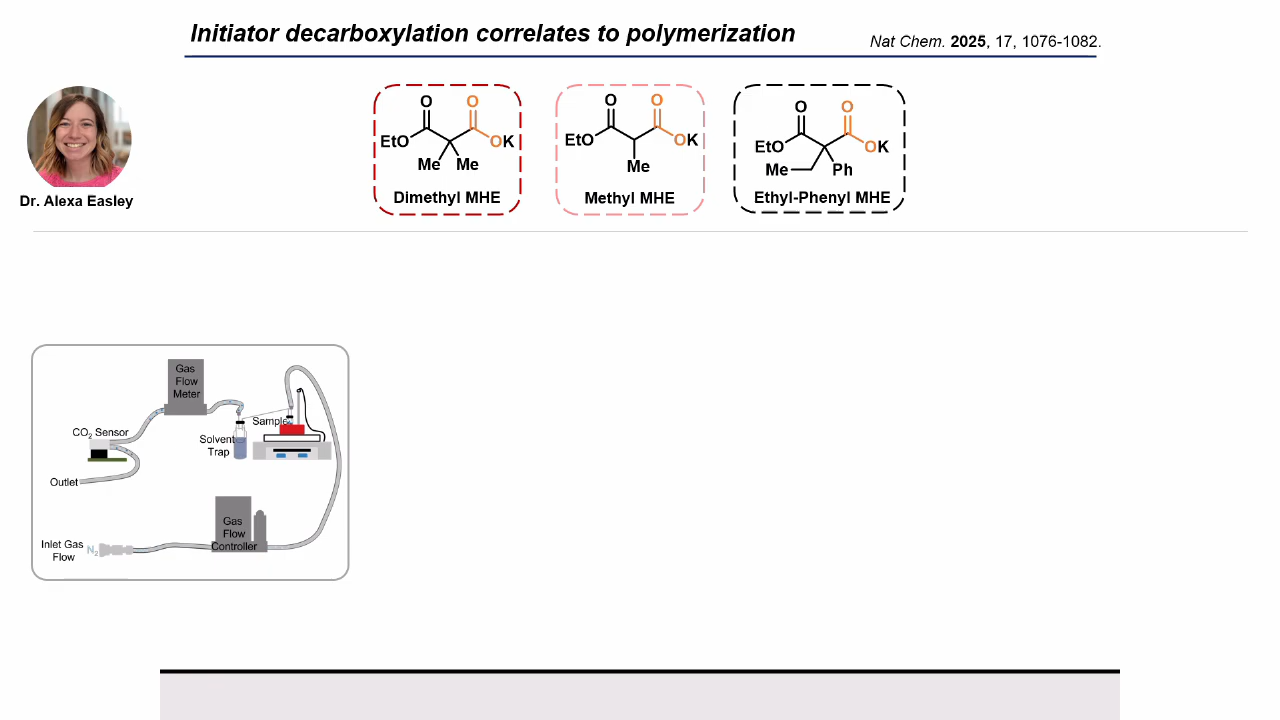 Initiator decarboxylation correlates to polymerization
Nat Chem. 2025, 17, 1076-1082.
Dr. Alexa Easley
O O
EtO OK
Me Me
Dimethyl MHE
O O
EtO OK
Me
Methyl MHE
O O
EtO OK
Me Ph
Ethyl-Phenyl MHE
Gas
Flow
Meter
CO2 Sensor
Sample
Solvent
Trap
Outlet
Gas
Flow
Controller
Inlet Gas
Flow
N2